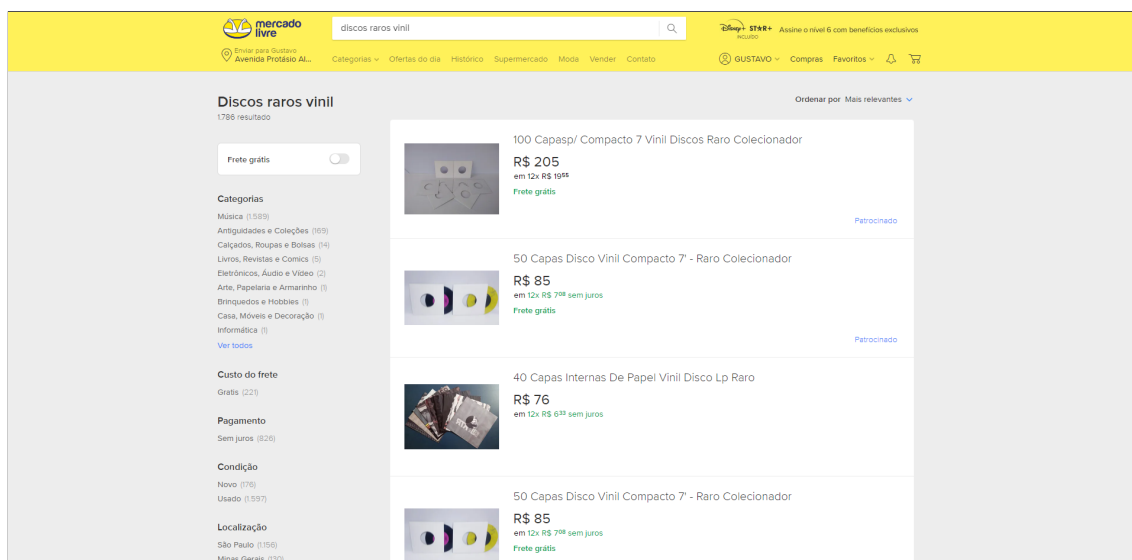 mercado
livre
discos raros vinil
Disney+ STAR+ Assine o nível 6 com benefícios exclusivos
INCLUÍDO
Enviar para Gustavo
Avenida Protásio Al...
Categorias Ofertas do dia Histórico Supermercado Moda Vender Contato
GUSTAVO Compras Favoritos
Discos raros vinil
1.786 resultado
Ordenar por Mais relevantes
Frete grátis
Categorias
Música (1.589)
Antiguidades e Coleções (169)
Calçados, Roupas e Bolsas (14)
Livros, Revistas e Comics (5)
Eletrônicos, Áudio e Vídeo (2)
Arte, Papelaria e Armarinho (1)
Brinquedos e Hobbies (1)
Casa, Móveis e Decoração (1)
Informática (1)
Ver todos
Custo do frete
Gratis (221)
Pagamento
Sem juros (826)
Condição
Novo (176)
Usado (1.597)
Localização
São Paulo (1.156)
Minas Gerais (130)
100 Capasp/ Compacto 7 Vinil Discos Raro Colecionador
R$ 205
em 12x R$ 19⁵⁵
Frete grátis
Patrocinado
50 Capas Disco Vinil Compacto 7' - Raro Colecionador
R$ 85
em 12x R$ 7⁰⁸ sem juros
Frete grátis
Patrocinado
40 Capas Internas De Papel Vinil Disco Lp Raro
R$ 76
em 12x R$ 6³³ sem juros
50 Capas Disco Vinil Compacto 7' - Raro Colecionador
R$ 85
em 12x R$ 7⁰⁸ sem juros
Frete grátis